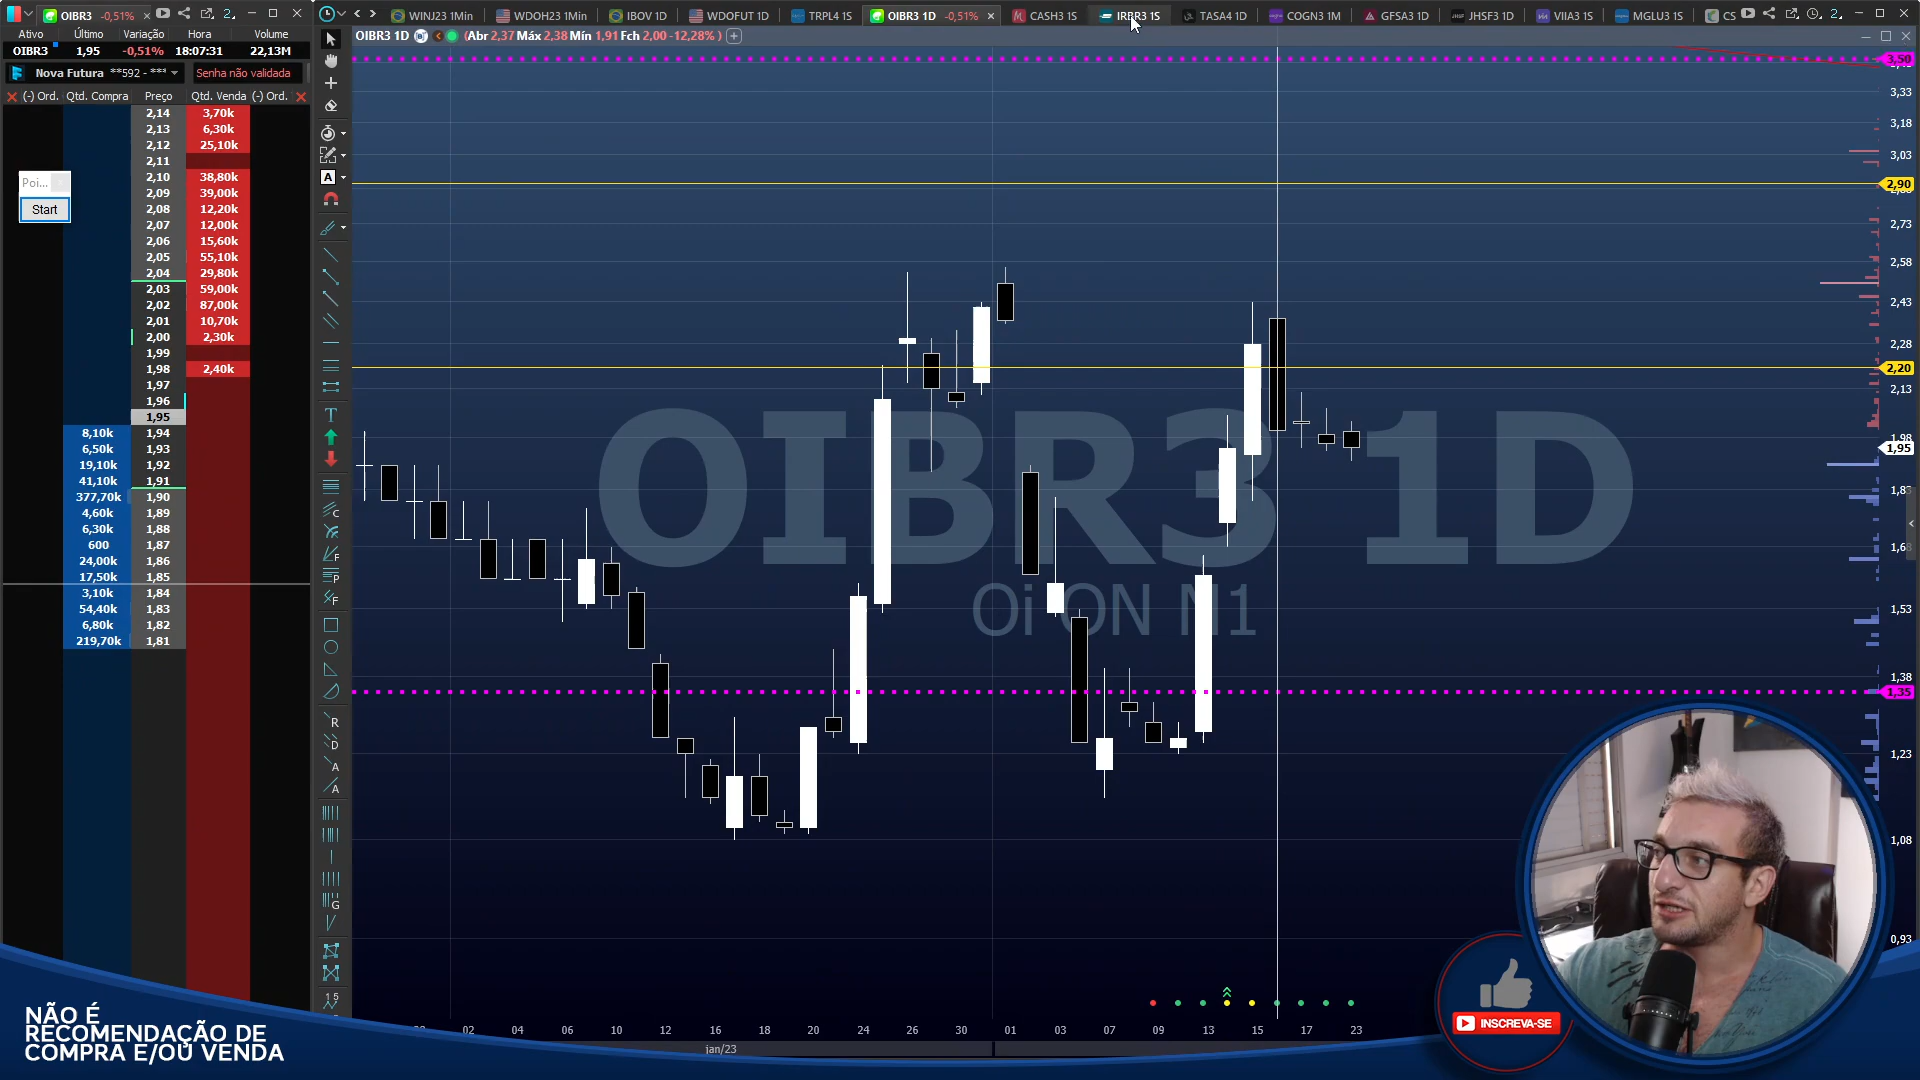 OIBR3 -0,51%
WINJ23 1Min WDOH23 1Min IBOV 1D WDOFUT 1D TRPL4 1S OIBR3 1D -0,51% CASH3 1S IRBR3 1S TASA4 1D COGN3 1M GFSA3 1D JHSF3 1D VIIA3 1S MGLU3 1S CS
Ativo Último Variação Hora Volume
OIBR3 1,95 -0,51% 18:07:31 22,13M
OIBR3 1D (Abr 2,37 Máx 2,38 Mín 1,91 Fch 2,00 -12,28% )
Nova Futura **592 - *** Senha não validada
(-) Ord. Qtd. Compra Preço Qtd. Venda (-) Ord.
2,14 3,70k
2,13 6,30k
2,12 25,10k
2,11
2,10 38,80k
2,09 39,00k
2,08 12,20k
2,07 12,00k
2,06 15,60k
2,05 55,10k
2,04 29,80k
2,03 59,00k
2,02 87,00k
2,01 10,70k
2,00 2,30k
1,99
1,98 2,40k
1,97
1,96
1,95
8,10k 1,94
6,50k 1,93
19,10k 1,92
41,10k 1,91
377,70k 1,90
4,60k 1,89
6,30k 1,88
600 1,87
24,00k 1,86
17,50k 1,85
3,10k 1,84
54,40k 1,83
6,80k 1,82
219,70k 1,81
Poi...
Start
OIBR3 1D
Oi ON N1
3,50
3,33
3,18
3,03
2,90
2,73
2,58
2,43
2,28
2,20
2,13
1,98
1,95
1,68
1,53
1,38
1,35
1,23
1,08
0,93
02 04 06 10 12 16 18 20 24 26 30 01 03 07 09 13 15 17 23
jan/23
NÃO É
RECOMENDAÇÃO DE
COMPRA E/OU VENDA
INSCREVA-SE